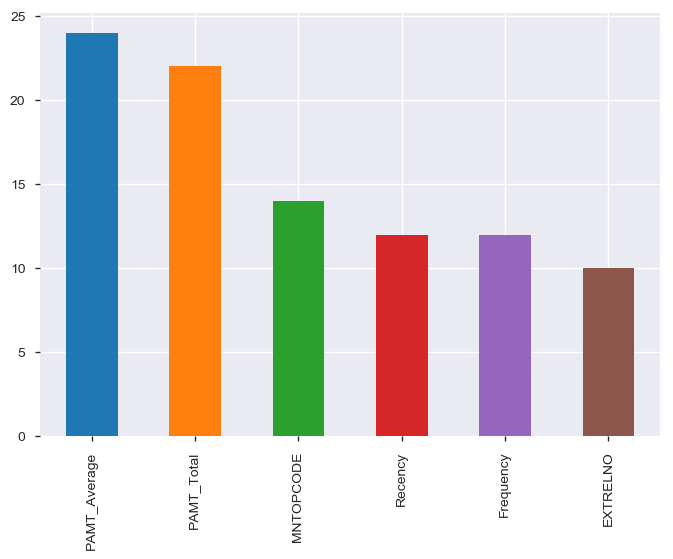 25
20
15
10
5
0
PAMT_Average
PAMT_Total
MNTOPCODE
Recency
Frequency
EXTRELNO